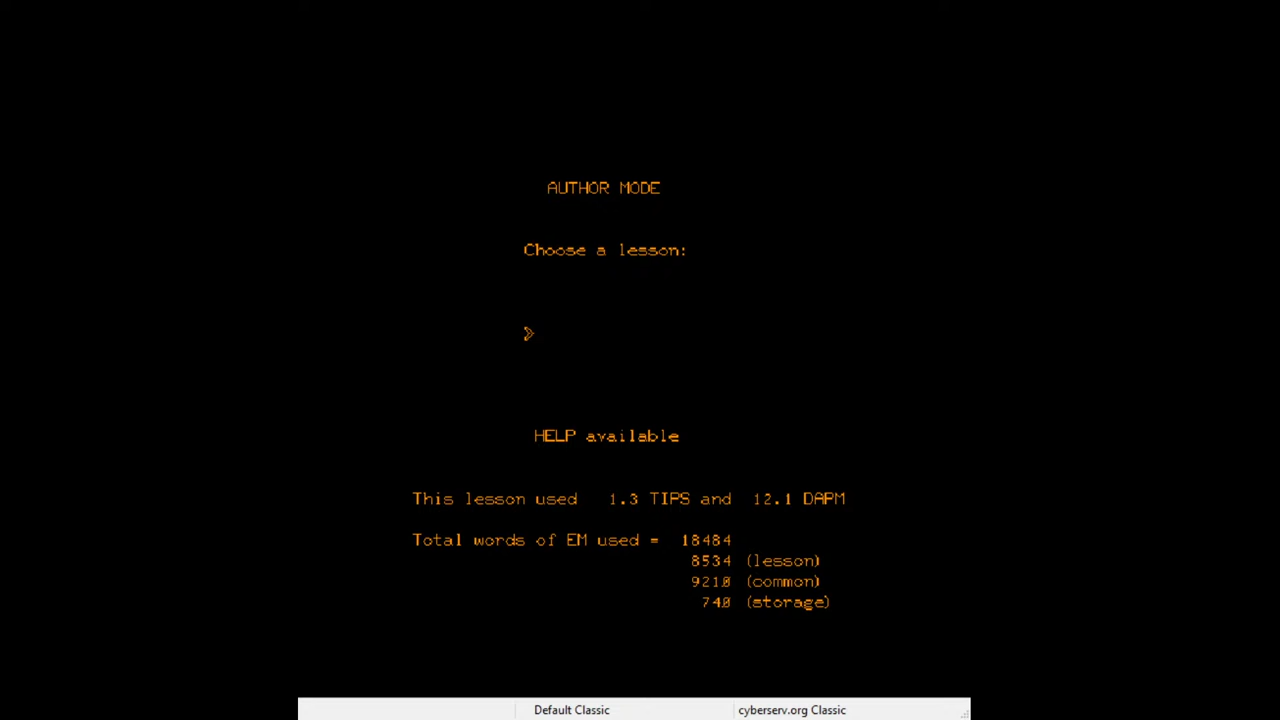 AUTHOR MODE
Choose a lesson:
>
HELP available
This lesson used 1.3 TIPS and 12.1 DAPM
Total words of EM used = 18484
8534 (lesson)
9210 (common)
740 (storage)
Default Classic
cyberserv.org Classic